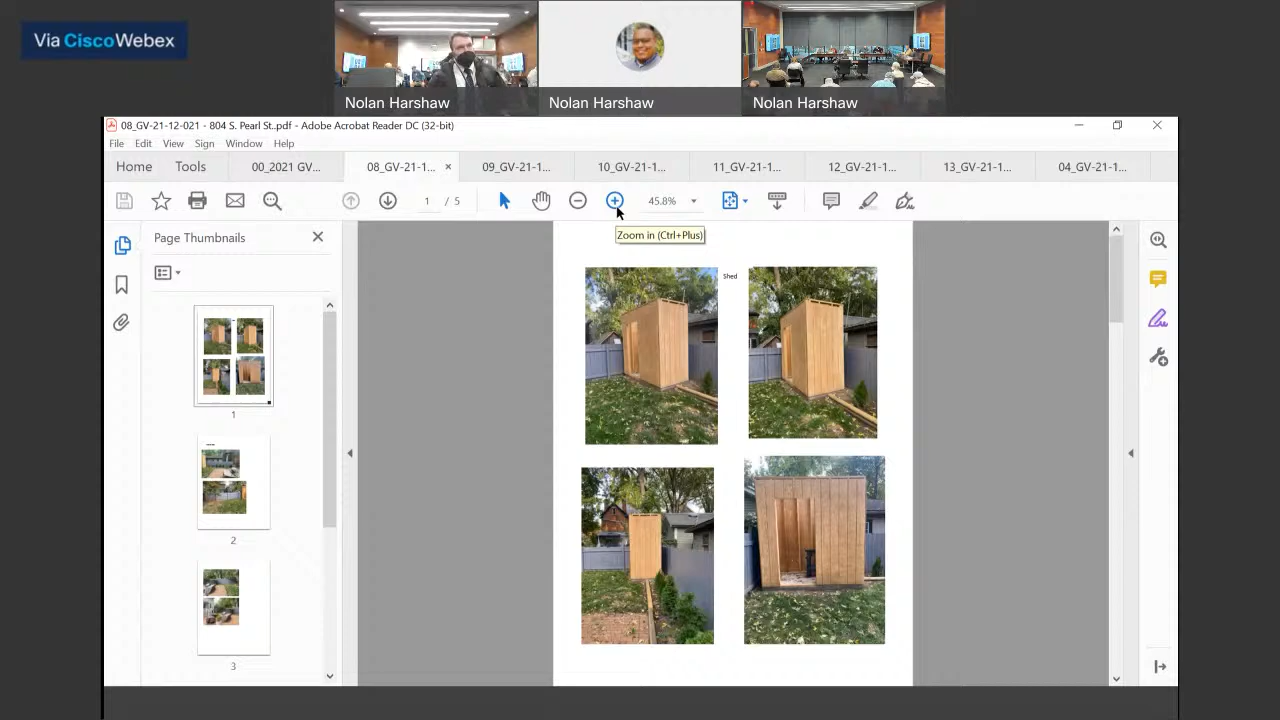 Via Cisco Webex
Nolan Harshaw
Nolan Harshaw
Nolan Harshaw
08_GV-21-12-021 - 804 S. Pearl St..pdf - Adobe Acrobat Reader DC (32-bit)
File Edit View Sign Window Help
Home Tools 00_2021 GV... 08_GV-21-1... × 09_GV-21-1... 10_GV-21-1... 11_GV-21-1... 12_GV-21-1... 13_GV-21-1... 04_GV-21-1...
1 / 5 45.8%
Page Thumbnails
Zoom in (Ctrl+Plus)
Shed
1
2
3